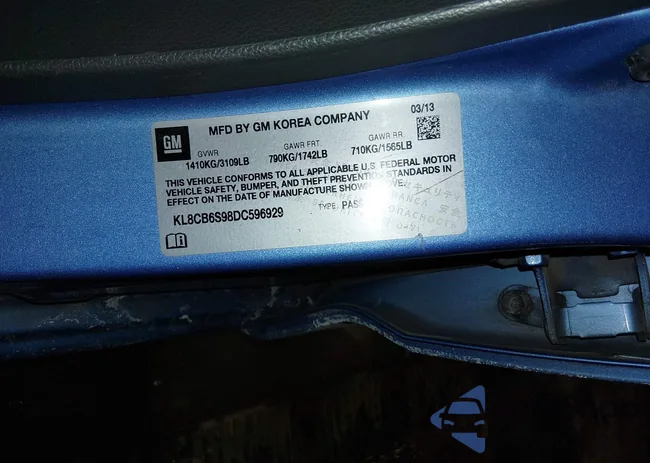 GM
MFD BY GM KOREA COMPANY
03/13
GVWR
GAWR FRT
GAWR RR
1410KG/3109LB
790KG/1742LB
710KG/1565LB
THIS VEHICLE CONFORMS TO ALL APPLICABLE U.S. FEDERAL MOTOR
VEHICLE SAFETY, BUMPER, AND THEFT PREVENTION STANDARDS IN
EFFECT ON THE DATE OF MANUFACTURE SHOWN ABOVE.
KL8CB6S98DC596929
TYPE: PASS